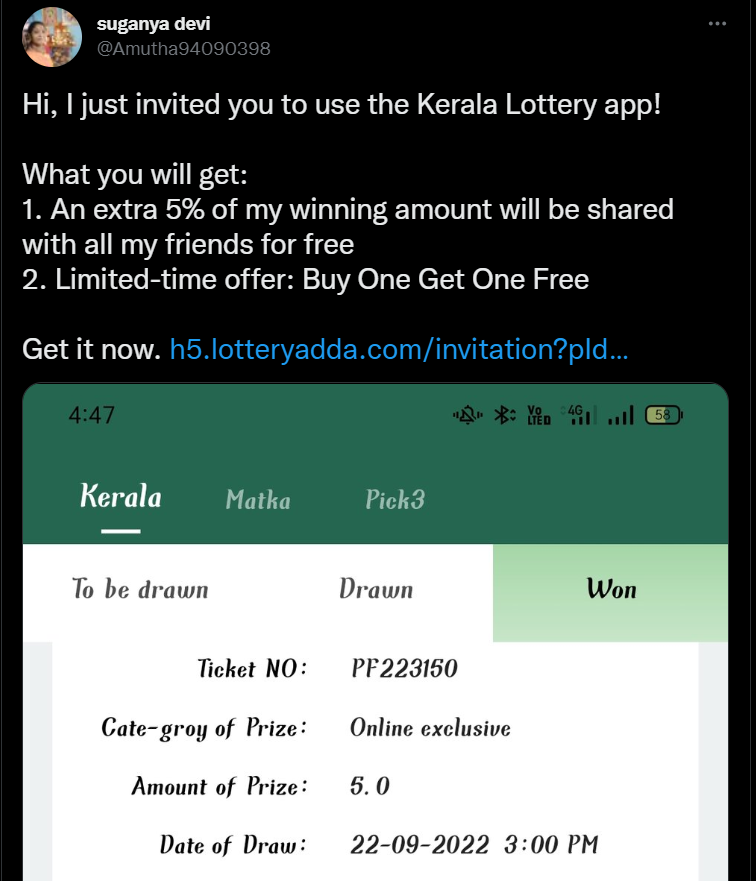 suganya devi
@Amutha94090398
Hi, I just invited you to use the Kerala Lottery app!
What you will get:
1. An extra 5% of my winning amount will be shared
with all my friends for free
2. Limited-time offer: Buy One Get One Free
Get it now. h5.lotteryadda.com/invitation?pId...
4:47 Vo LTED 4G 58
Kerala Matka Pick3
To be drawn Drawn Won
Ticket NO: PF223150
Cate-groy of Prize: Online exclusive
Amount of Prize: 5.0
Date of Draw: 22-09-2022 3:00 PM